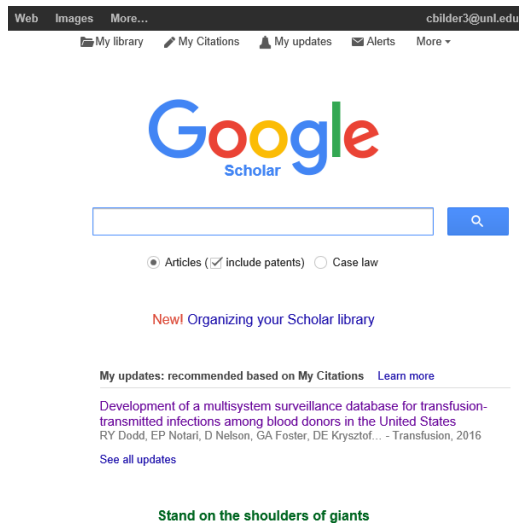 Web Images More... cbilder3@unl.edu
My library My Citations My updates Alerts More
Google
Scholar
Articles (include patents) Case law
New! Organizing your Scholar library
My updates: recommended based on My Citations Learn more
Development of a multisystem surveillance database for transfusion-
transmitted infections among blood donors in the United States
RY Dodd, EP Notari, D Nelson, GA Foster, DE Krysztof... - Transfusion, 2016
See all updates
Stand on the shoulders of giants